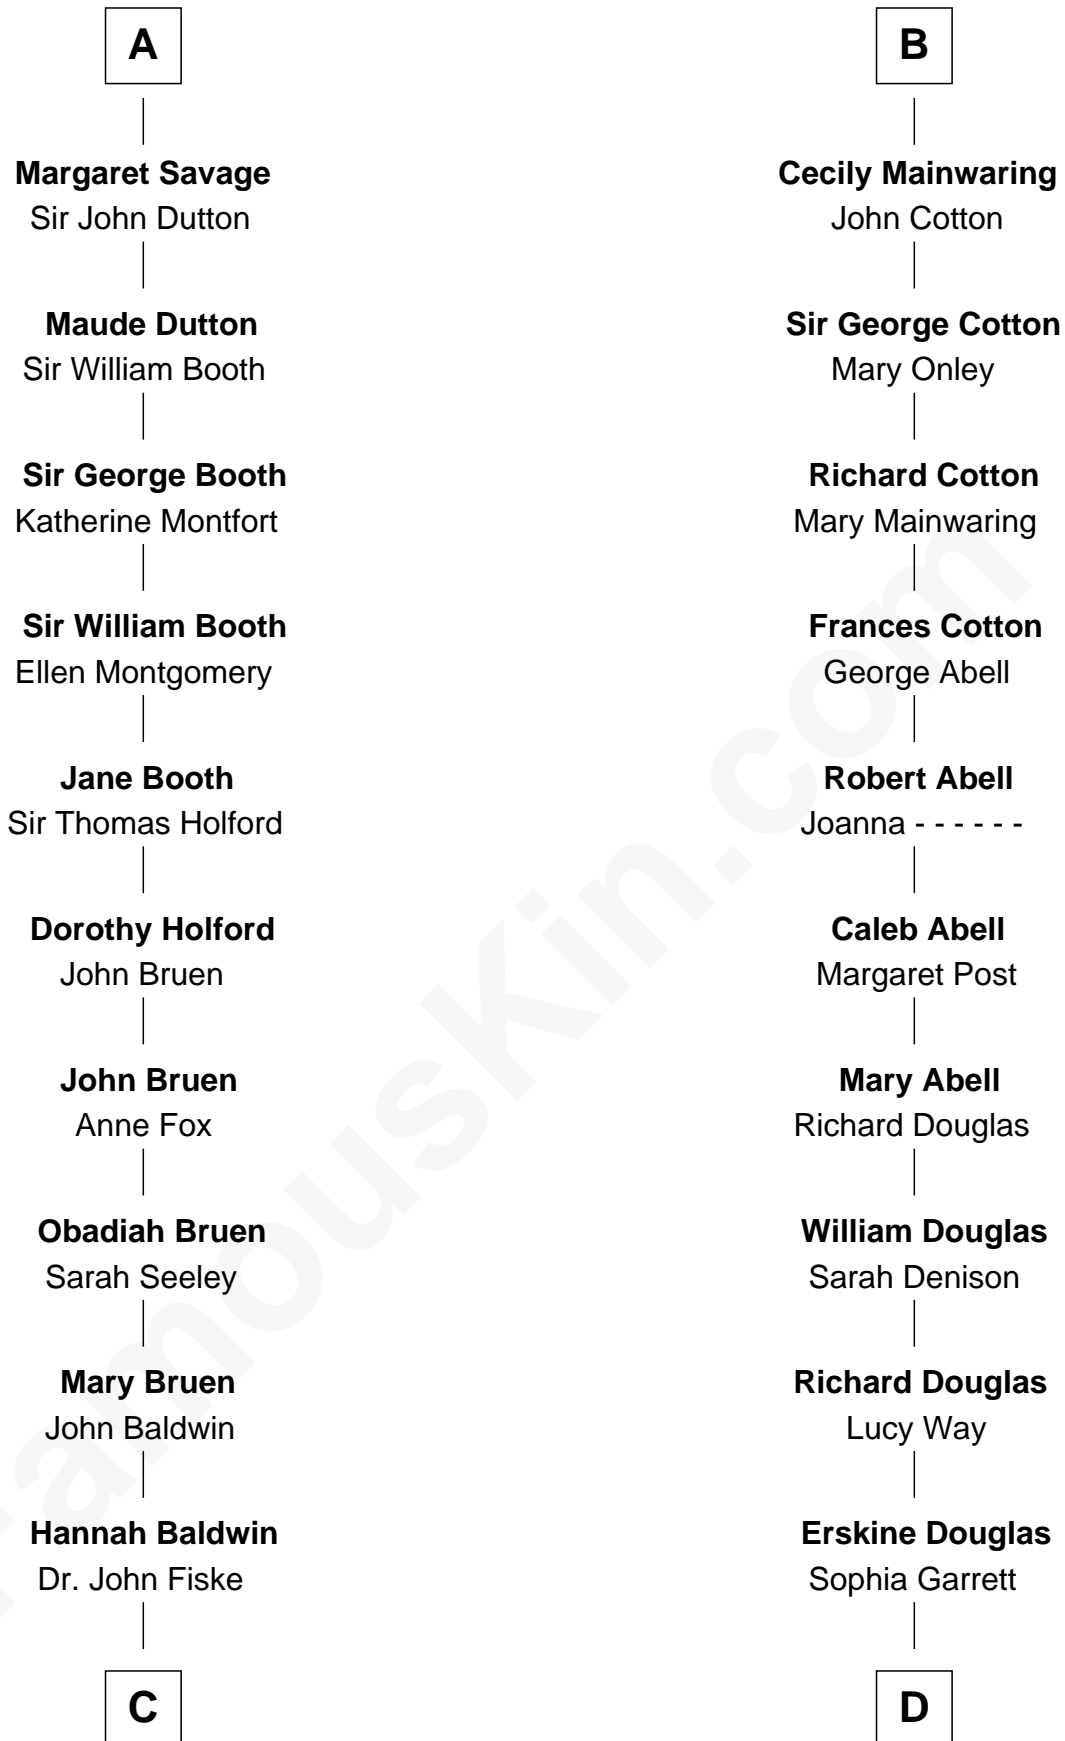 A
Margaret Savage
Sir John Dutton
Maude Dutton
Sir William Booth
Sir George Booth
Katherine Montfort
Sir William Booth
Ellen Montgomery
Jane Booth
Sir Thomas Holford
Dorothy Holford
John Bruen
John Bruen
Anne Fox
Obadiah Bruen
Sarah Seeley
Mary Bruen
John Baldwin
Hannah Baldwin
Dr. John Fiske
C
B
Cecily Mainwaring
John Cotton
Sir George Cotton
Mary Onley
Richard Cotton
Mary Mainwaring
Frances Cotton
George Abell
Robert Abell
Joanna - - - - - -
Caleb Abell
Margaret Post
Mary Abell
Richard Douglas
William Douglas
Sarah Denison
Richard Douglas
Lucy Way
Erskine Douglas
Sophia Garrett
D
FamousKin.com